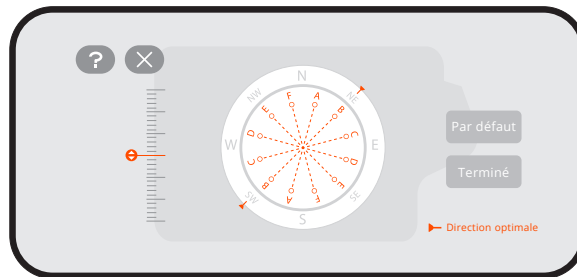 ?
N
NW
NE
F
A
E
B
D
C
Par défaut
W
E
C
D
Terminé
B
E
A
F
SW
SE
S
Direction optimale